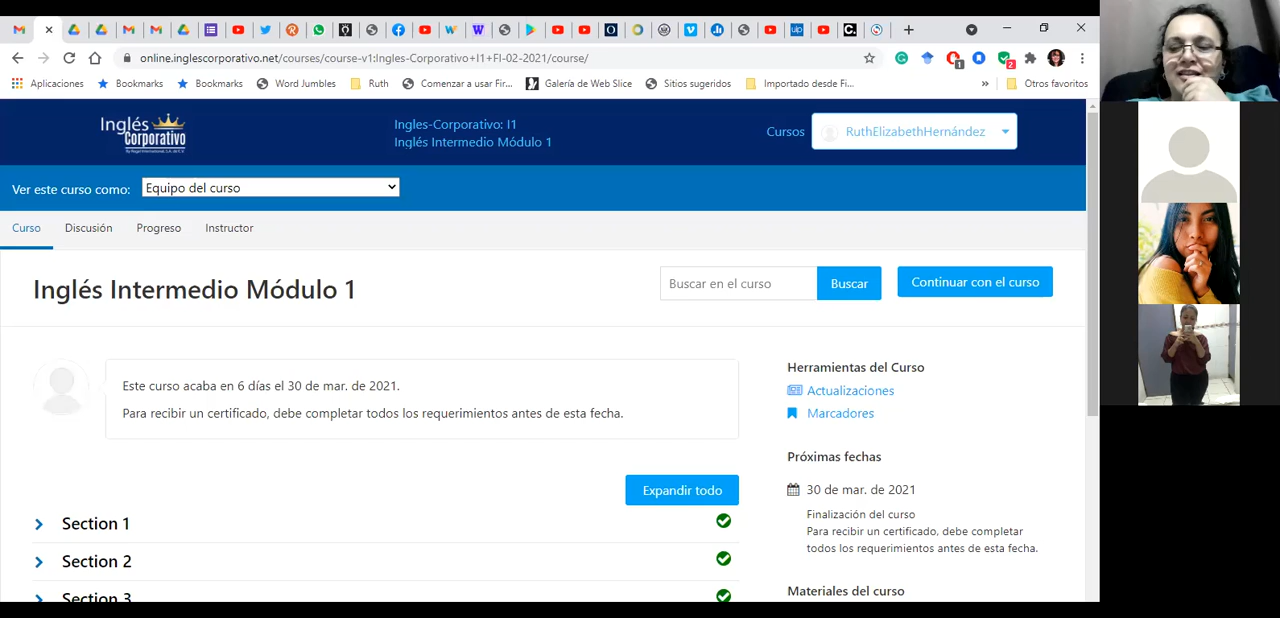 online.inglescorporativo.net/courses/course-v1:Ingles-Corporativo+I1+FI-02-2021/course/
Aplicaciones
Bookmarks
Bookmarks
Word Jumbles
Ruth
Comenzar a usar Fir...
Galería de Web Slice
Sitios sugeridos
Importado desde Fi...
»
Otros favoritos
Inglés
Corporativo
Ingles-Corporativo: I1
Inglés Intermedio Módulo 1
Cursos
RuthElizabethHernández
Ver este curso como:
Equipo del curso
Curso
Discusión
Progreso
Instructor
Inglés Intermedio Módulo 1
Buscar en el curso
Buscar
Continuar con el curso
Este curso acaba en 6 días el 30 de mar. de 2021.
Para recibir un certificado, debe completar todos los requerimientos antes de esta fecha.
Herramientas del Curso
Actualizaciones
Marcadores
Próximas fechas
30 de mar. de 2021
Finalización del curso
Para recibir un certificado, debe completar
todos los requerimientos antes de esta fecha.
Expandir todo
Section 1
Section 2
Section 3
Materiales del curso